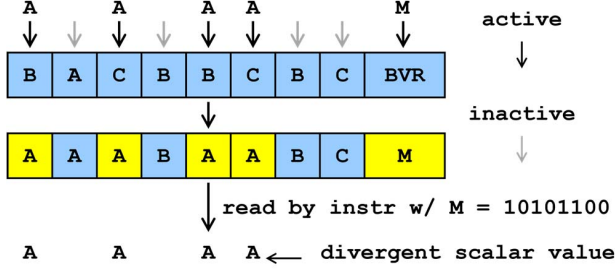 A A A A M active
B A C B B C B C BVR
inactive
A A A B A A B C M
read by instr w/ M = 10101100
A A A A divergent scalar value